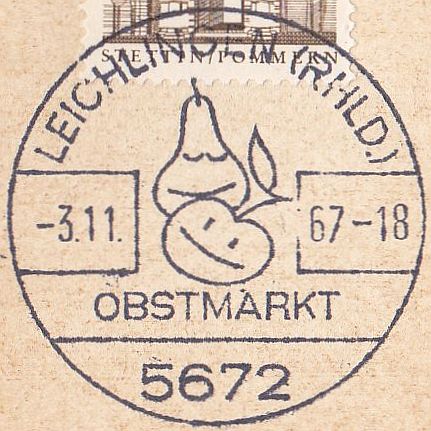 STETTIN/POMMERN
LEICHLINGEN (RHLD.)
-3.11. 67-18
OBSTMARKT
5672